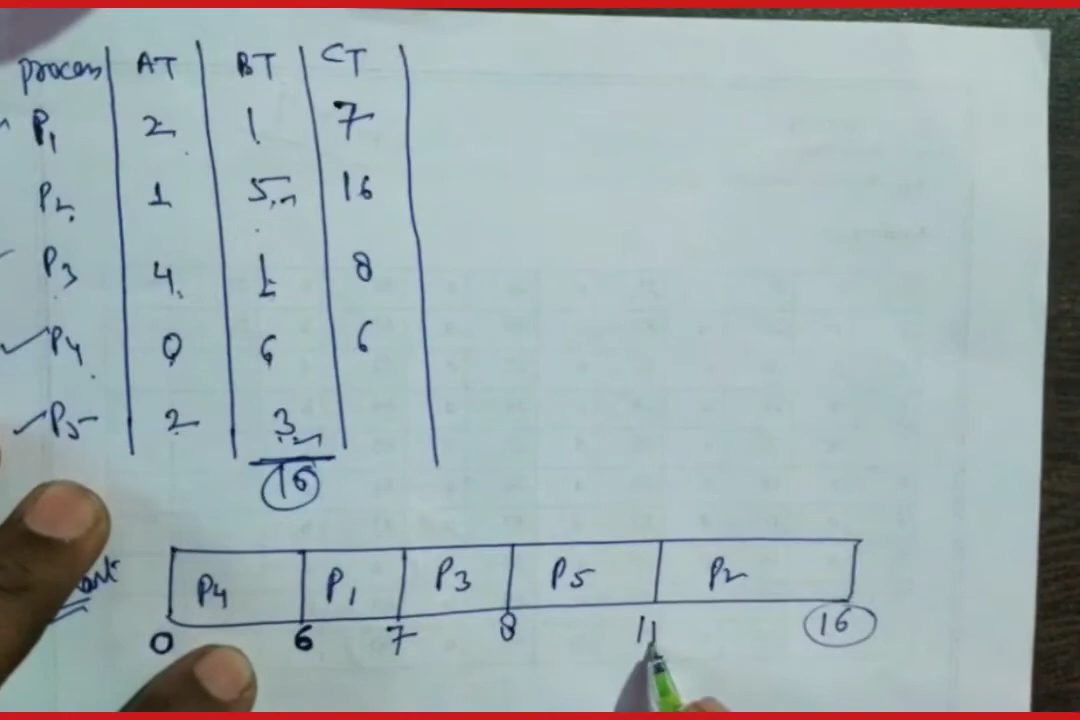 process AT BT CT
P1 2 1 7
P2 1 5 16
P3 4 1 8
P4 0 6 6
P5 2 3
16
P4 P1 P3 P5 P2
0 6 7 8 11 16